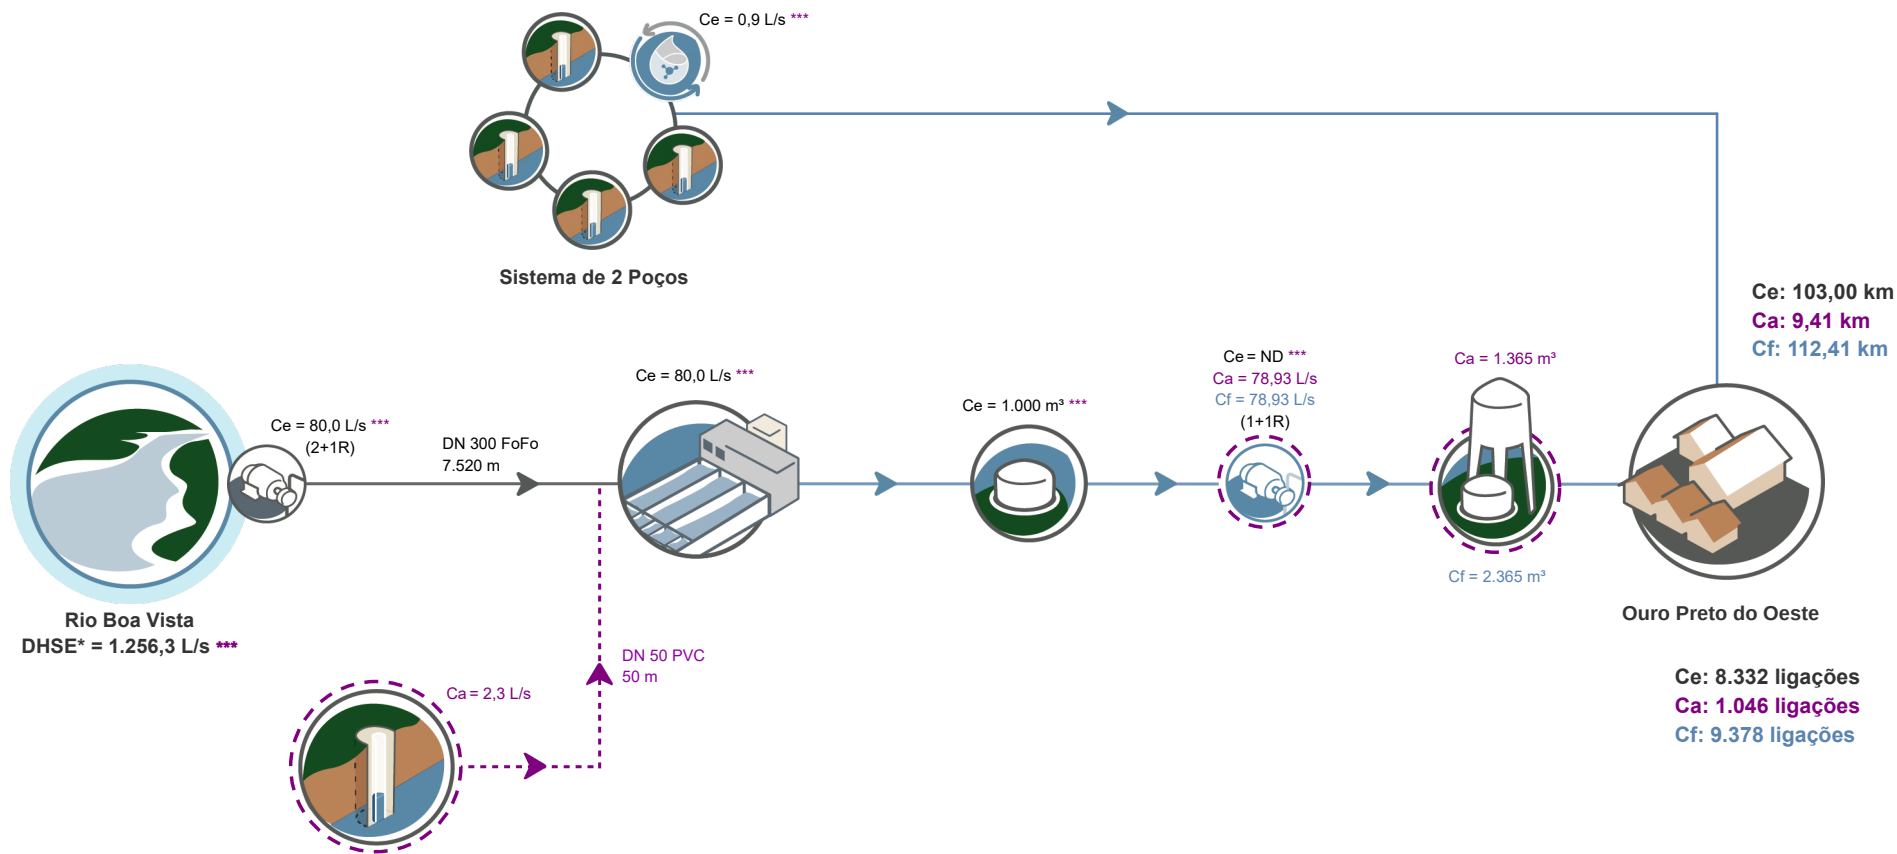 Ce = 0,9 L/s ***
Sistema de 2 Poços
Ce: 103,00 km
Ca: 9,41 km
Cf: 112,41 km
Ce = ND ***
Ca = 78,93 L/s
Cf = 78,93 L/s
(1+1R)
Ca = 1.365 m³
Ce = 80,0 L/s ***
Ce = 1.000 m³ ***
Ce = 80,0 L/s ***
(2+1R)
DN 300 FoFo
7.520 m
Cf = 2.365 m³
Rio Boa Vista
DHSE* = 1.256,3 L/s ***
Ouro Preto do Oeste
DN 50 PVC
50 m
Ca = 2,3 L/s
Ce: 8.332 ligações
Ca: 1.046 ligações
Cf: 9.378 ligações